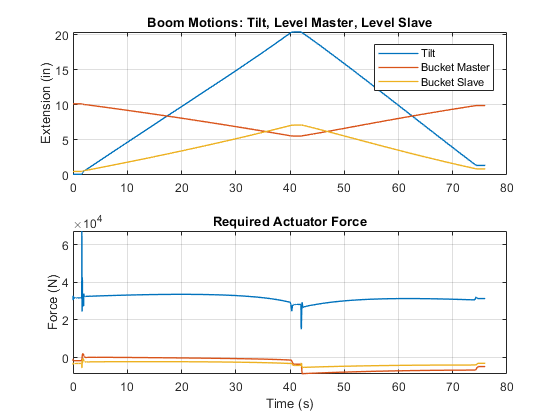 Boom Motions: Tilt, Level Master, Level Slave
Extension (in)
20
15
10
5
0
Tilt
Bucket Master
Bucket Slave
0 10 20 30 40 50 60 70 80
Required Actuator Force
×10^4
Force (N)
6
4
2
0
0 10 20 30 40 50 60 70 80
Time (s)